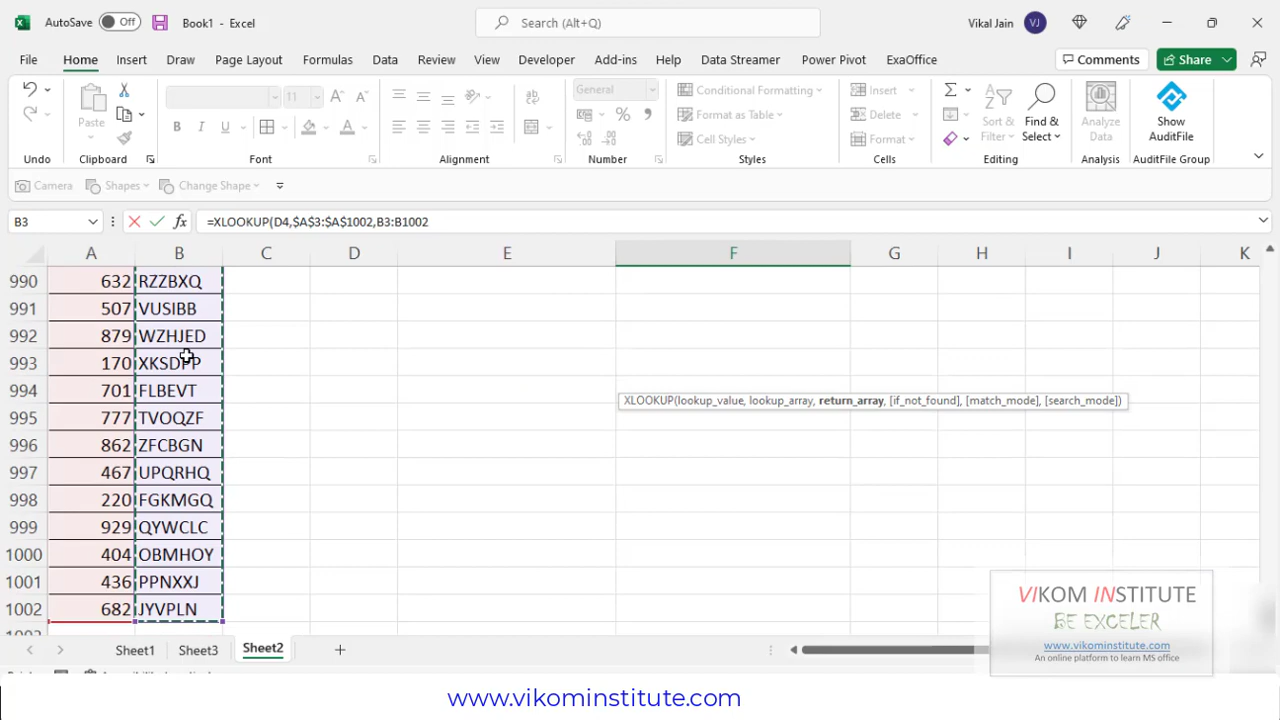 AutoSave Off Book1 - Excel Search (Alt+Q) Vikal Jain VJ
File Home Insert Draw Page Layout Formulas Data Review View Developer Help Add-ins Data Streamer Power Pivot ExaOffice Comments Share
Paste
11
B I U
A
General
%
Conditional Formatting
Format as Table
Cell Styles
Insert
Delete
Format
Sort & Filter
Find & Select
Analyze Data
Show AuditFile
Undo Clipboard Font Alignment Number Styles Cells Editing Analysis AuditFile Group
Camera Shapes Change Shape
B3 fx =XLOOKUP(D4,$A$3:$A$1002,B3:B1002
A B C D E F G H I J K
990 632 RZZBXQ
991 507 VUSIBB
992 879 WZHJED
993 170 XKSDPP
994 701 FLBEVT
XLOOKUP(lookup_value, lookup_array, return_array, [if_not_found], [match_mode], [search_mode])
995 777 TVOQZF
996 862 ZFCBGN
997 467 UPQRHQ
998 220 FGKMGQ
999 929 QYWCLC
1000 404 OBMHOY
1001 436 PPNXXJ
1002 682 JYVPLN
VIKOM INSTITUTE
BE EXCELER
www.vikominstitute.com
An online platform to learn MS office
Sheet1 Sheet3 Sheet2
www.vikominstitute.com